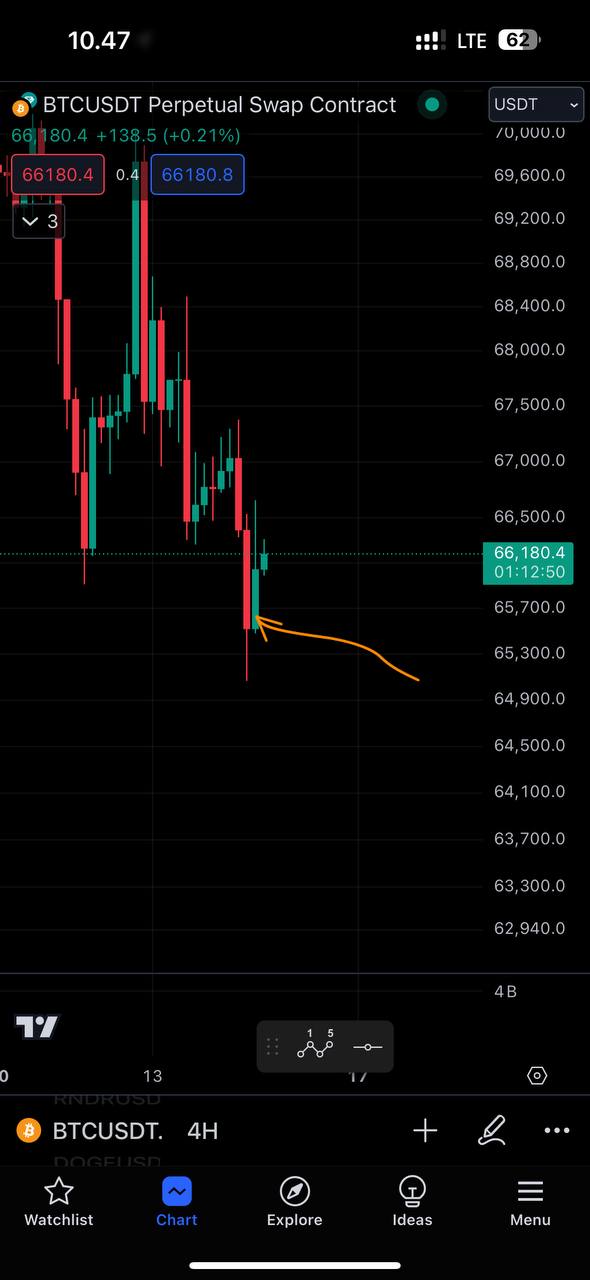 10.47
LTE 62
BTCUSDT Perpetual Swap Contract
USDT
66,180.4 +138.5 (+0.21%)
70,000.0
66180.4 0.4 66180.8
69,600.0
3
69,200.0
68,800.0
68,400.0
68,000.0
67,500.0
67,000.0
66,500.0
66,180.4
01:12:50
65,700.0
65,300.0
64,900.0
64,500.0
64,100.0
63,700.0
63,300.0
62,940.0
4B
1 5
0 13 17
RNDRUSD
BTCUSDT. 4H
DOGEUSD
Watchlist
Chart
Explore
Ideas
Menu